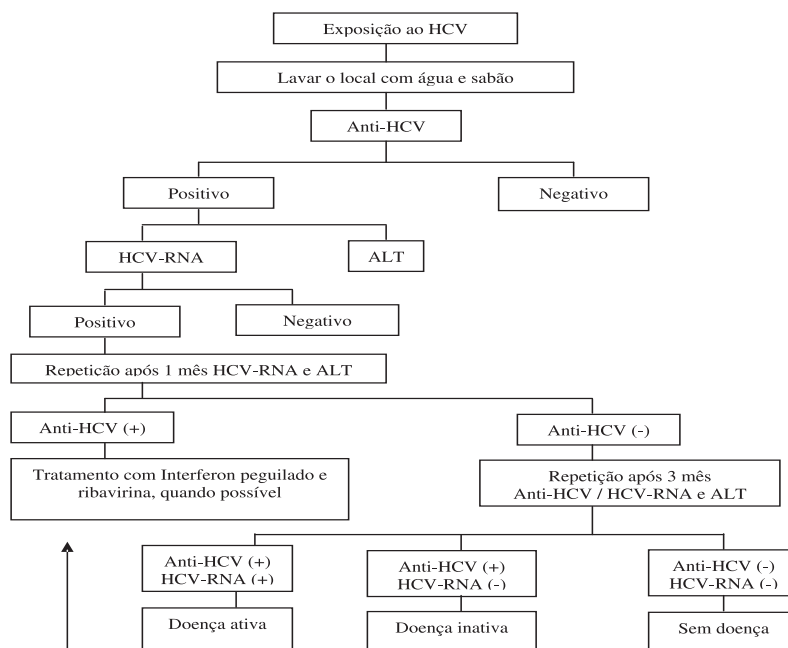 Exposição ao HCV
Lavar o local com água e sabão
Anti-HCV
Positivo
Negativo
HCV-RNA
ALT
Positivo
Negativo
Repetição após 1 mês HCV-RNA e ALT
Anti-HCV (+)
Anti-HCV (-)
Tratamento com Interferon peguilado e
ribavirina, quando possível
Repetição após 3 mês
Anti-HCV / HCV-RNA e ALT
Anti-HCV (+)
HCV-RNA (+)
Anti-HCV (+)
HCV-RNA (-)
Anti-HCV (-)
HCV-RNA (-)
Doença ativa
Doença inativa
Sem doença